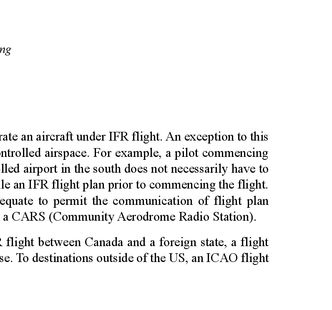 ng
rate an aircraft under IFR flight. An exception to this
ntrolled airspace. For example, a pilot commencing
lled airport in the south does not necessarily have to
le an IFR flight plan prior to commencing the flight.
equate to permit the communication of flight plan
a CARS (Community Aerodrome Radio Station).
R flight between Canada and a foreign state, a flight
se. To destinations outside of the US, an ICAO flight